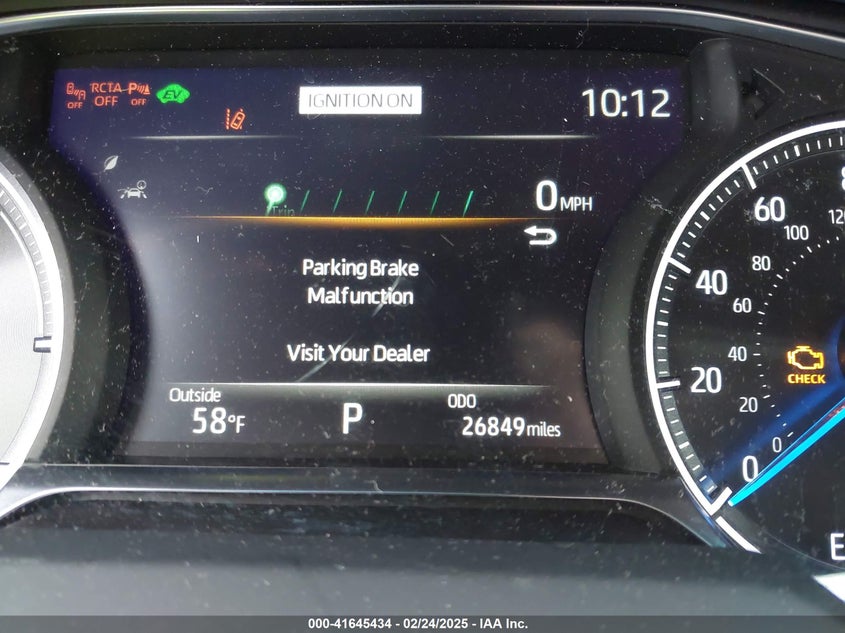 RCTA P
OFF OFF OFF
EV
IGNITION ON
10:12
0 MPH
Trip
Parking Brake
Malfunction
Visit Your Dealer
Outside
58°F
P
ODO
26849 miles
8
60
40
20
0
120
100
80
60
40
20
0
CHECK
E
000-41645434 - 02/24/2025 - IAA Inc.